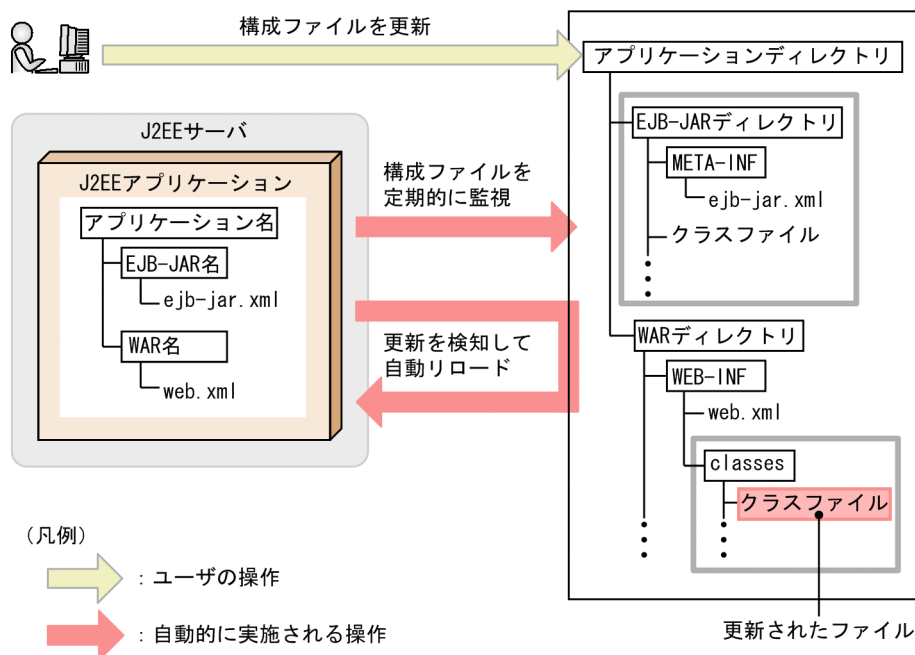 構成ファイルを更新
アプリケーションディレクトリ
EJB-JARディレクトリ
META-INF
ejb-jar.xml
クラスファイル
WARディレクトリ
WEB-INF
web.xml
classes
クラスファイル
更新されたファイル
J2EEサーバ
J2EEアプリケーション
アプリケーション名
EJB-JAR名
ejb-jar.xml
WAR名
web.xml
構成ファイルを
定期的に監視
更新を検知して
自動リロード
(凡例)
:ユーザの操作
:自動的に実施される操作